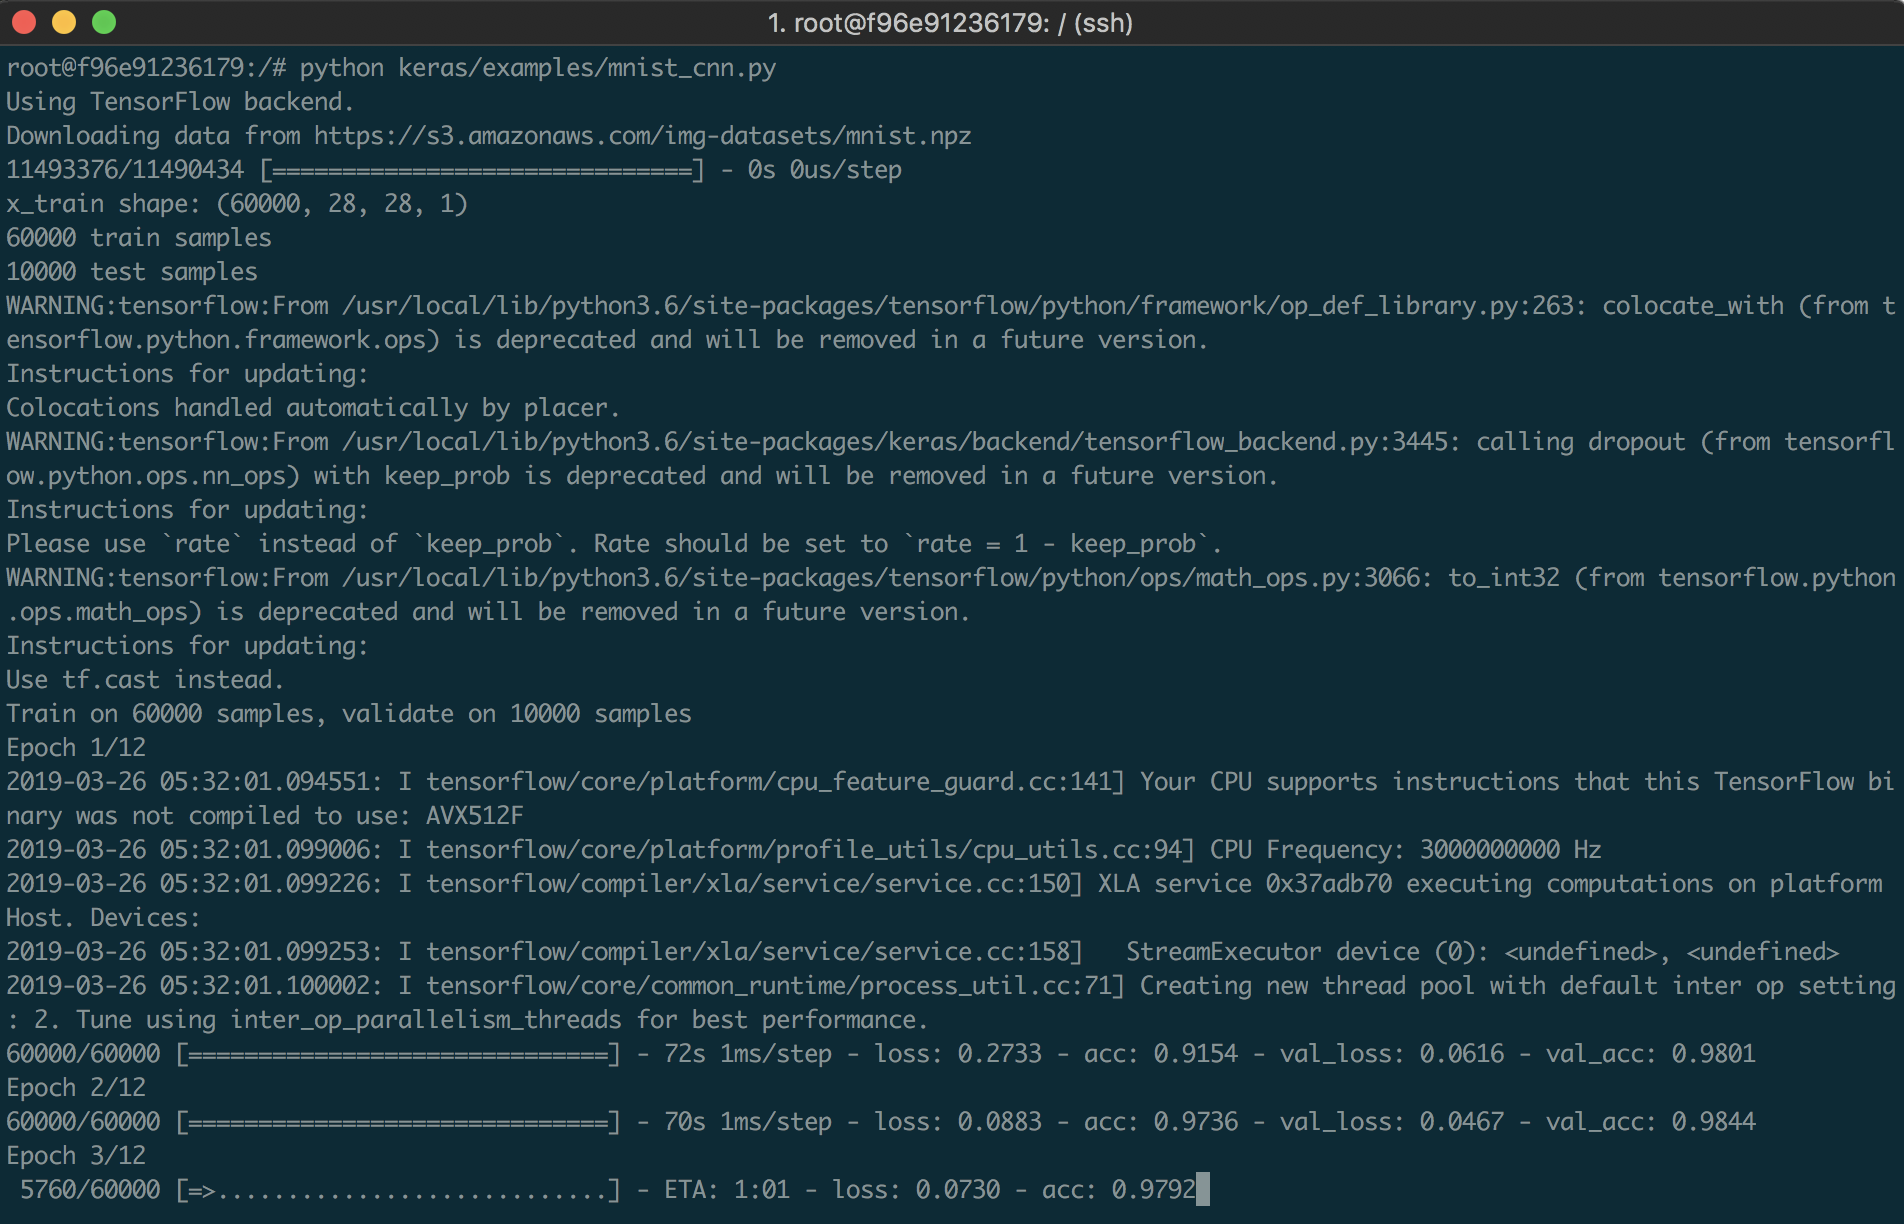 1. root@f96e91236179: / (ssh)
root@f96e91236179:/# python keras/examples/mnist_cnn.py
Using TensorFlow backend.
Downloading data from https://s3.amazonaws.com/img-datasets/mnist.npz
11493376/11490434 [==============================] - 0s 0us/step
x_train shape: (60000, 28, 28, 1)
60000 train samples
10000 test samples
WARNING:tensorflow:From /usr/local/lib/python3.6/site-packages/tensorflow/python/framework/op_def_library.py:263: colocate_with (from t
ensorflow.python.framework.ops) is deprecated and will be removed in a future version.
Instructions for updating:
Colocations handled automatically by placer.
WARNING:tensorflow:From /usr/local/lib/python3.6/site-packages/keras/backend/tensorflow_backend.py:3445: calling dropout (from tensorfl
ow.python.ops.nn_ops) with keep_prob is deprecated and will be removed in a future version.
Instructions for updating:
Please use `rate` instead of `keep_prob`. Rate should be set to `rate = 1 - keep_prob`.
WARNING:tensorflow:From /usr/local/lib/python3.6/site-packages/tensorflow/python/ops/math_ops.py:3066: to_int32 (from tensorflow.python
.ops.math_ops) is deprecated and will be removed in a future version.
Instructions for updating:
Use tf.cast instead.
Train on 60000 samples, validate on 10000 samples
Epoch 1/12
2019-03-26 05:32:01.094551: I tensorflow/core/platform/cpu_feature_guard.cc:141] Your CPU supports instructions that this TensorFlow bi
nary was not compiled to use: AVX512F
2019-03-26 05:32:01.099006: I tensorflow/core/platform/profile_utils/cpu_utils.cc:94] CPU Frequency: 3000000000 Hz
2019-03-26 05:32:01.099226: I tensorflow/compiler/xla/service/service.cc:150] XLA service 0x37adb70 executing computations on platform
Host. Devices:
2019-03-26 05:32:01.099253: I tensorflow/compiler/xla/service/service.cc:158]   StreamExecutor device (0): <undefined>, <undefined>
2019-03-26 05:32:01.100002: I tensorflow/core/common_runtime/process_util.cc:71] Creating new thread pool with default inter op setting
: 2. Tune using inter_op_parallelism_threads for best performance.
60000/60000 [==============================] - 72s 1ms/step - loss: 0.2733 - acc: 0.9154 - val_loss: 0.0616 - val_acc: 0.9801
Epoch 2/12
60000/60000 [==============================] - 70s 1ms/step - loss: 0.0883 - acc: 0.9736 - val_loss: 0.0467 - val_acc: 0.9844
Epoch 3/12
 5760/60000 [=>............................] - ETA: 1:01 - loss: 0.0730 - acc: 0.9792